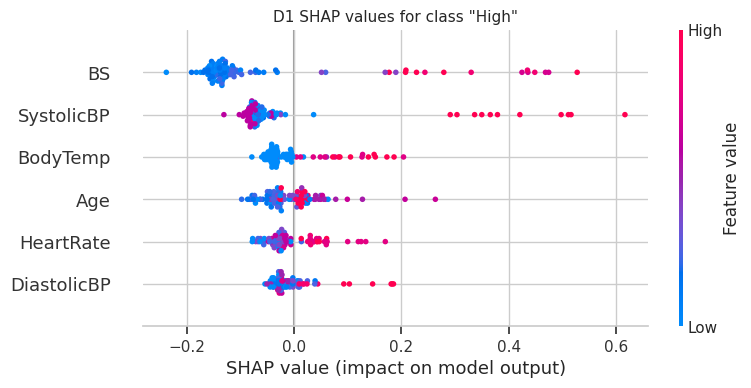 D1 SHAP values for class "High"
High
BS
SystolicBP
BodyTemp
Age
HeartRate
DiastolicBP
Feature value
Low
−0.2 0.0 0.2 0.4 0.6
SHAP value (impact on model output)